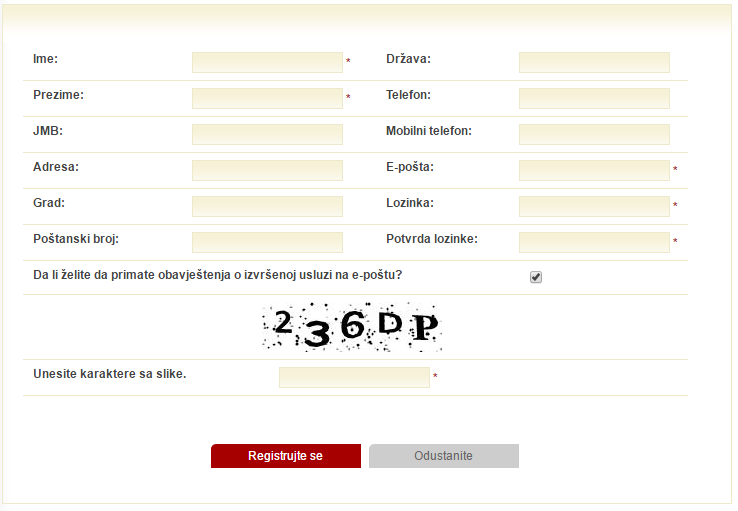 Ime: * Država:
Prezime: * Telefon:
JMB: Mobilni telefon:
Adresa: E-pošta: *
Grad: Lozinka: *
Poštanski broj: Potvrda lozinke: *
Da li želite da primate obavještenja o izvršenoj usluzi na e-poštu?
236DP
Unesite karaktere sa slike. *
Registrujte se Odustanite